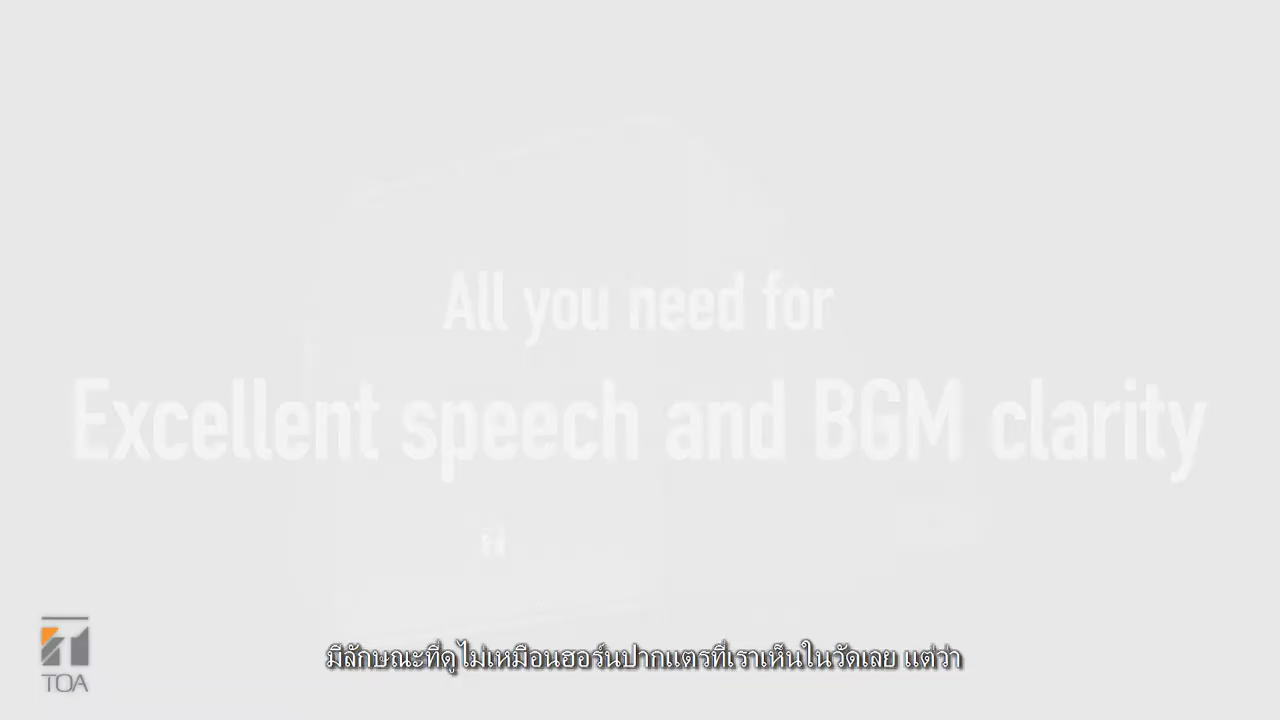 All you need for
Excellent speech and BGM clarity
TOA
มีลักษณะที่ดูไม่เหมือนฮอร์นปากแตรที่เราเห็นในวัดเลย แต่ว่า